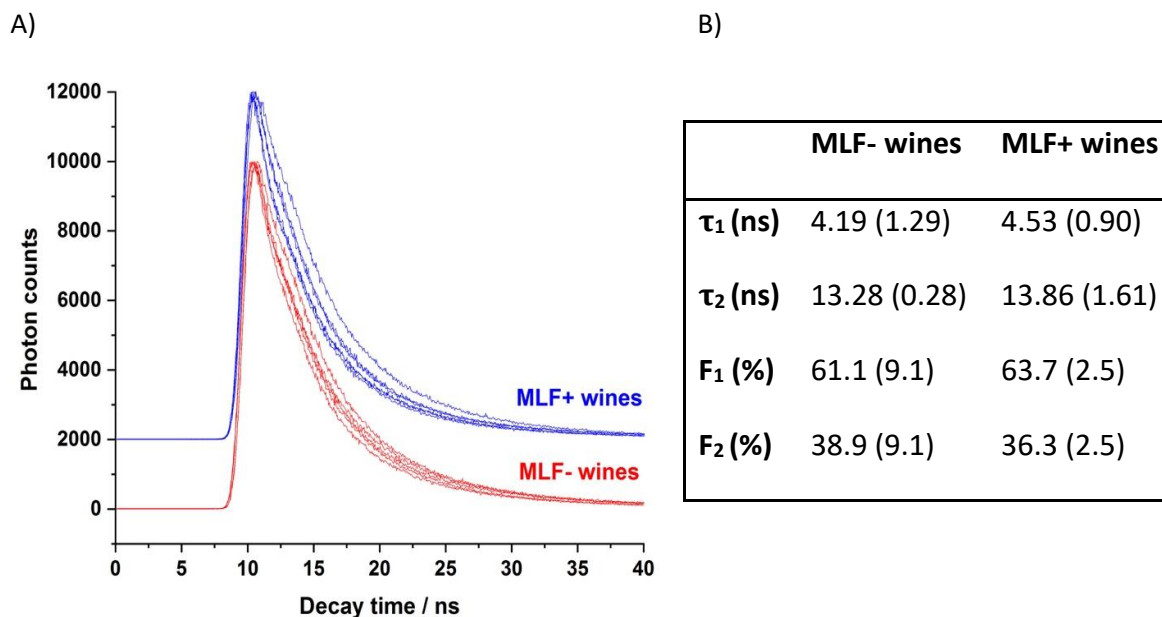 A)
B)
12000
10000
8000
6000
4000
2000
0
Photon counts
MLF+ wines
MLF- wines
0 5 10 15 20 25 30 35 40
Decay time / ns
MLF- wines MLF+ wines
τ₁ (ns) 4.19 (1.29) 4.53 (0.90)
τ₂ (ns) 13.28 (0.28) 13.86 (1.61)
F₁ (%) 61.1 (9.1) 63.7 (2.5)
F₂ (%) 38.9 (9.1) 36.3 (2.5)